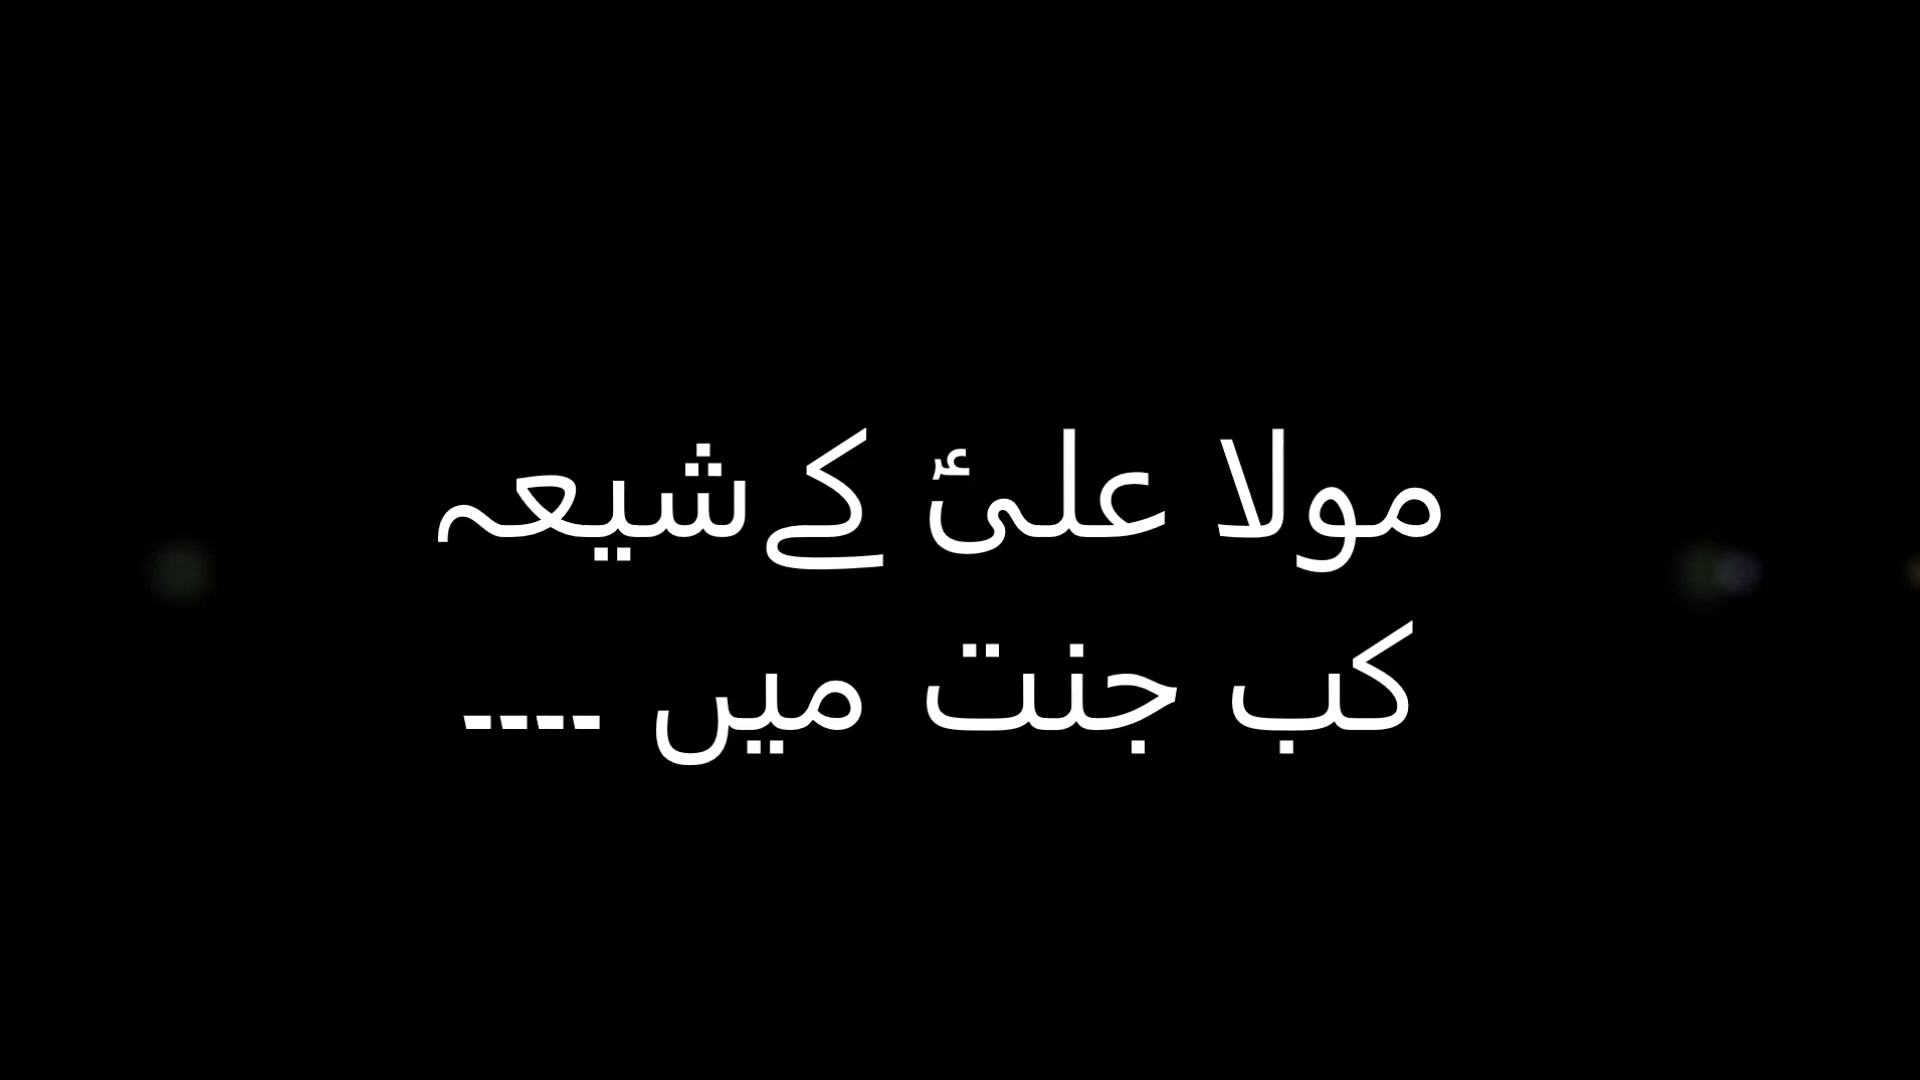 مولا علیؑ کے شیعہ
کب جنت میں ۔۔۔۔